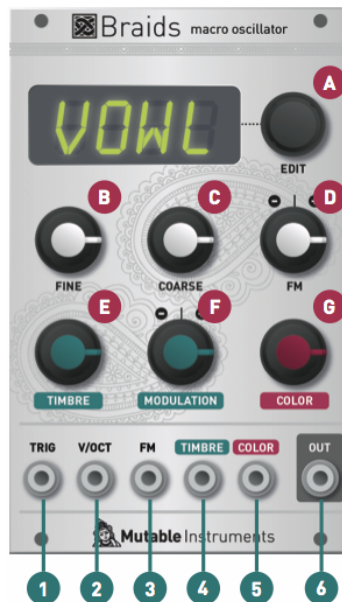 Braids macro oscillator
VOWL
A
EDIT
B C D
FINE COARSE FM
E F G
TIMBRE MODULATION COLOR
TRIG V/OCT FM TIMBRE COLOR OUT
Mutable Instruments
1 2 3 4 5 6